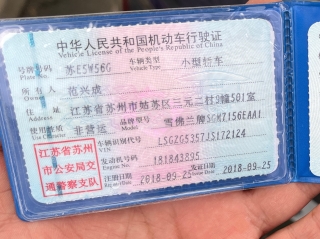 中华人民共和国机动车行驶证
Vehicle License of the People's Republic of China
号牌号码 苏E5W56G 车辆类型 小型轿车
Plate No. Vehicle Type
所有人 范兴成
Owner
住址 江苏省苏州市姑苏区三元二村9幢501室
Address
使用性质 非营运 品牌型号 雪佛兰牌SGM7156EAA1
Use Character Model
江苏省苏州市公安局交通警察支队
车辆识别代号 LSGZG5357JS172124
VIN
发动机号码 181843895
Engine No.
注册日期 2018-09-25 发证日期 2018-09-25
Register Date Issue Date